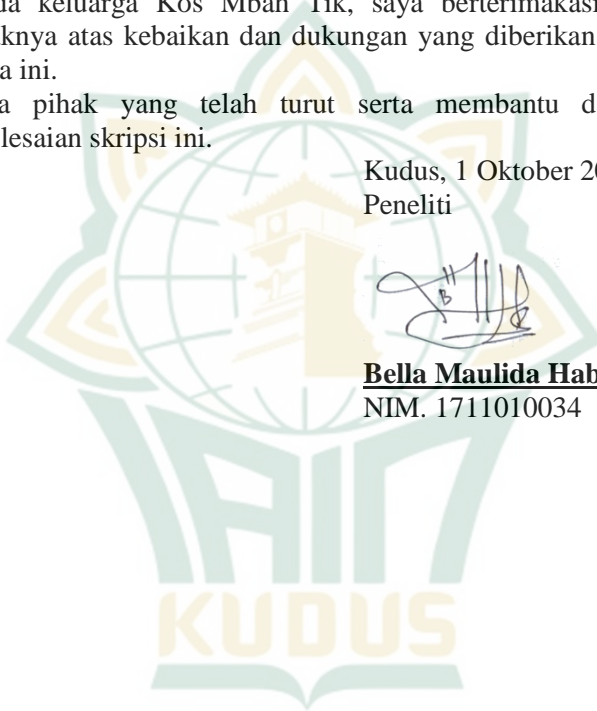 da keluarga Kos Mbah Tik, saya berterimakasi
knya atas kebaikan dan dukungan yang diberikan
a ini.
a pihak yang telah turut serta membantu d
lesaian skripsi ini.
Kudus, 1 Oktober 20
Peneliti
Bella Maulida Hab
NIM. 1711010034
IAIN
KUDUS